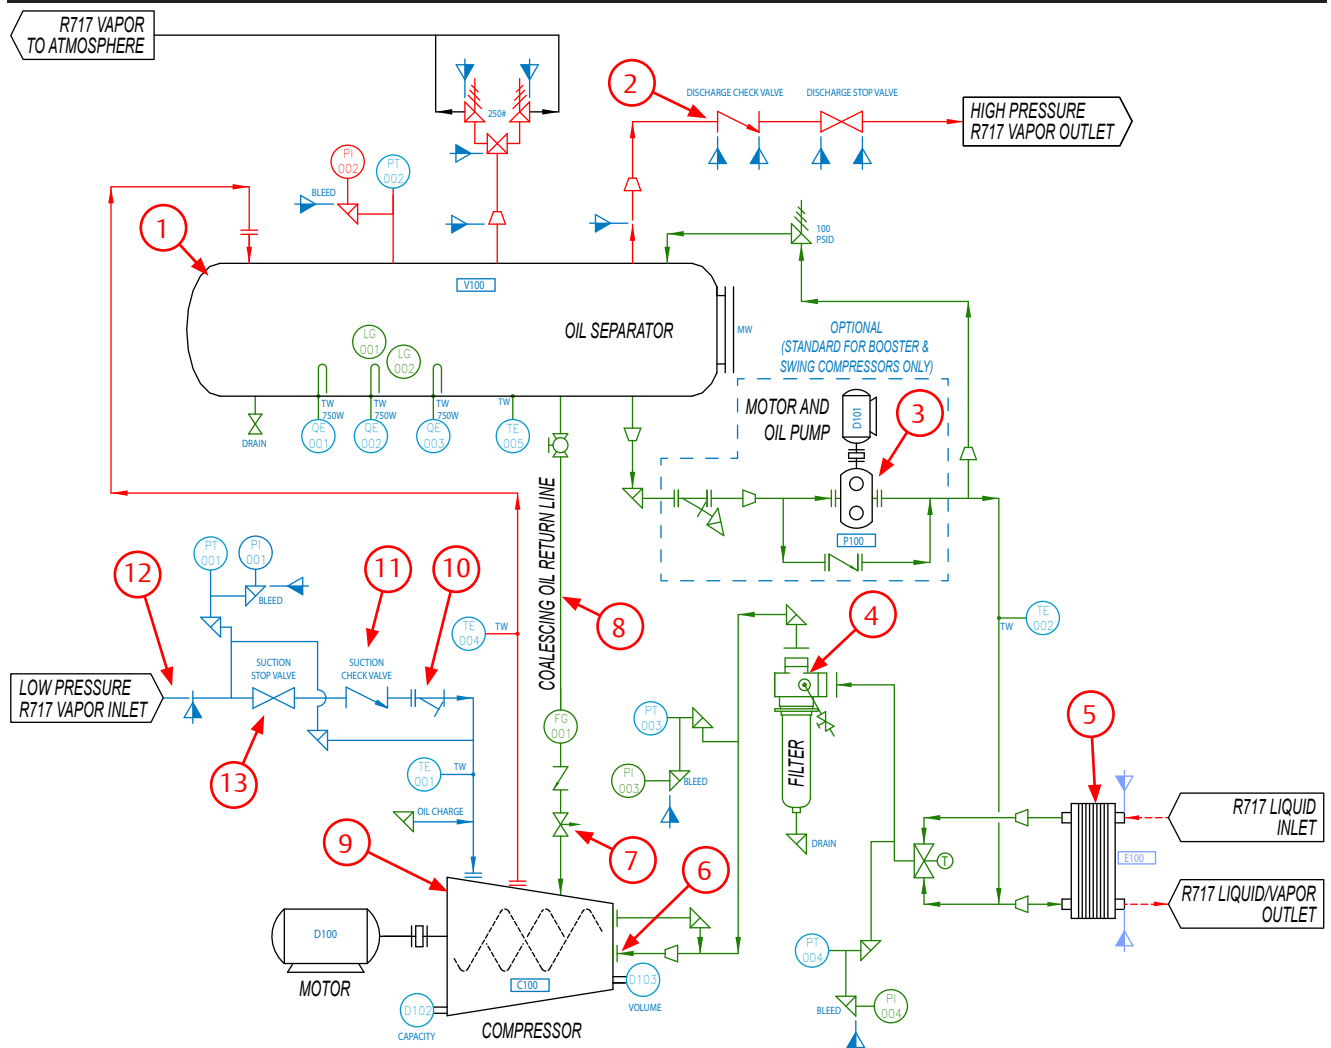 R717 VAPOR
TO ATMOSPHERE
250#
2
DISCHARGE CHECK VALVE
DISCHARGE STOP VALVE
HIGH PRESSURE
R717 VAPOR OUTLET
PI
002
PT
002
BLEED
1
100
PSID
V100
OIL SEPARATOR
MW
LG
001
LG
002
OPTIONAL
(STANDARD FOR BOOSTER &
SWING COMPRESSORS ONLY)
TW
750W
TW
750W
TW
750W
TW
QE
001
QE
002
QE
003
TE
005
DRAIN
MOTOR AND
OIL PUMP
D101
3
P100
COALESCING OIL RETURN LINE
PT
001
PI
001
BLEED
12
11
10
8
TE
004
TW
4
TW
TE
002
SUCTION
STOP VALVE
SUCTION
CHECK VALVE
LOW PRESSURE
R717 VAPOR INLET
13
FG
001
PT
003
PI
003
BLEED
FILTER
DRAIN
5
TE
001
TW
OIL CHARGE
R717 LIQUID
INLET
E100
T
R717 LIQUID/VAPOR
OUTLET
9
7
6
D100
MOTOR
C100
COMPRESSOR
D102
CAPACITY
D103
VOLUME
PT
004
BLEED
PI
004